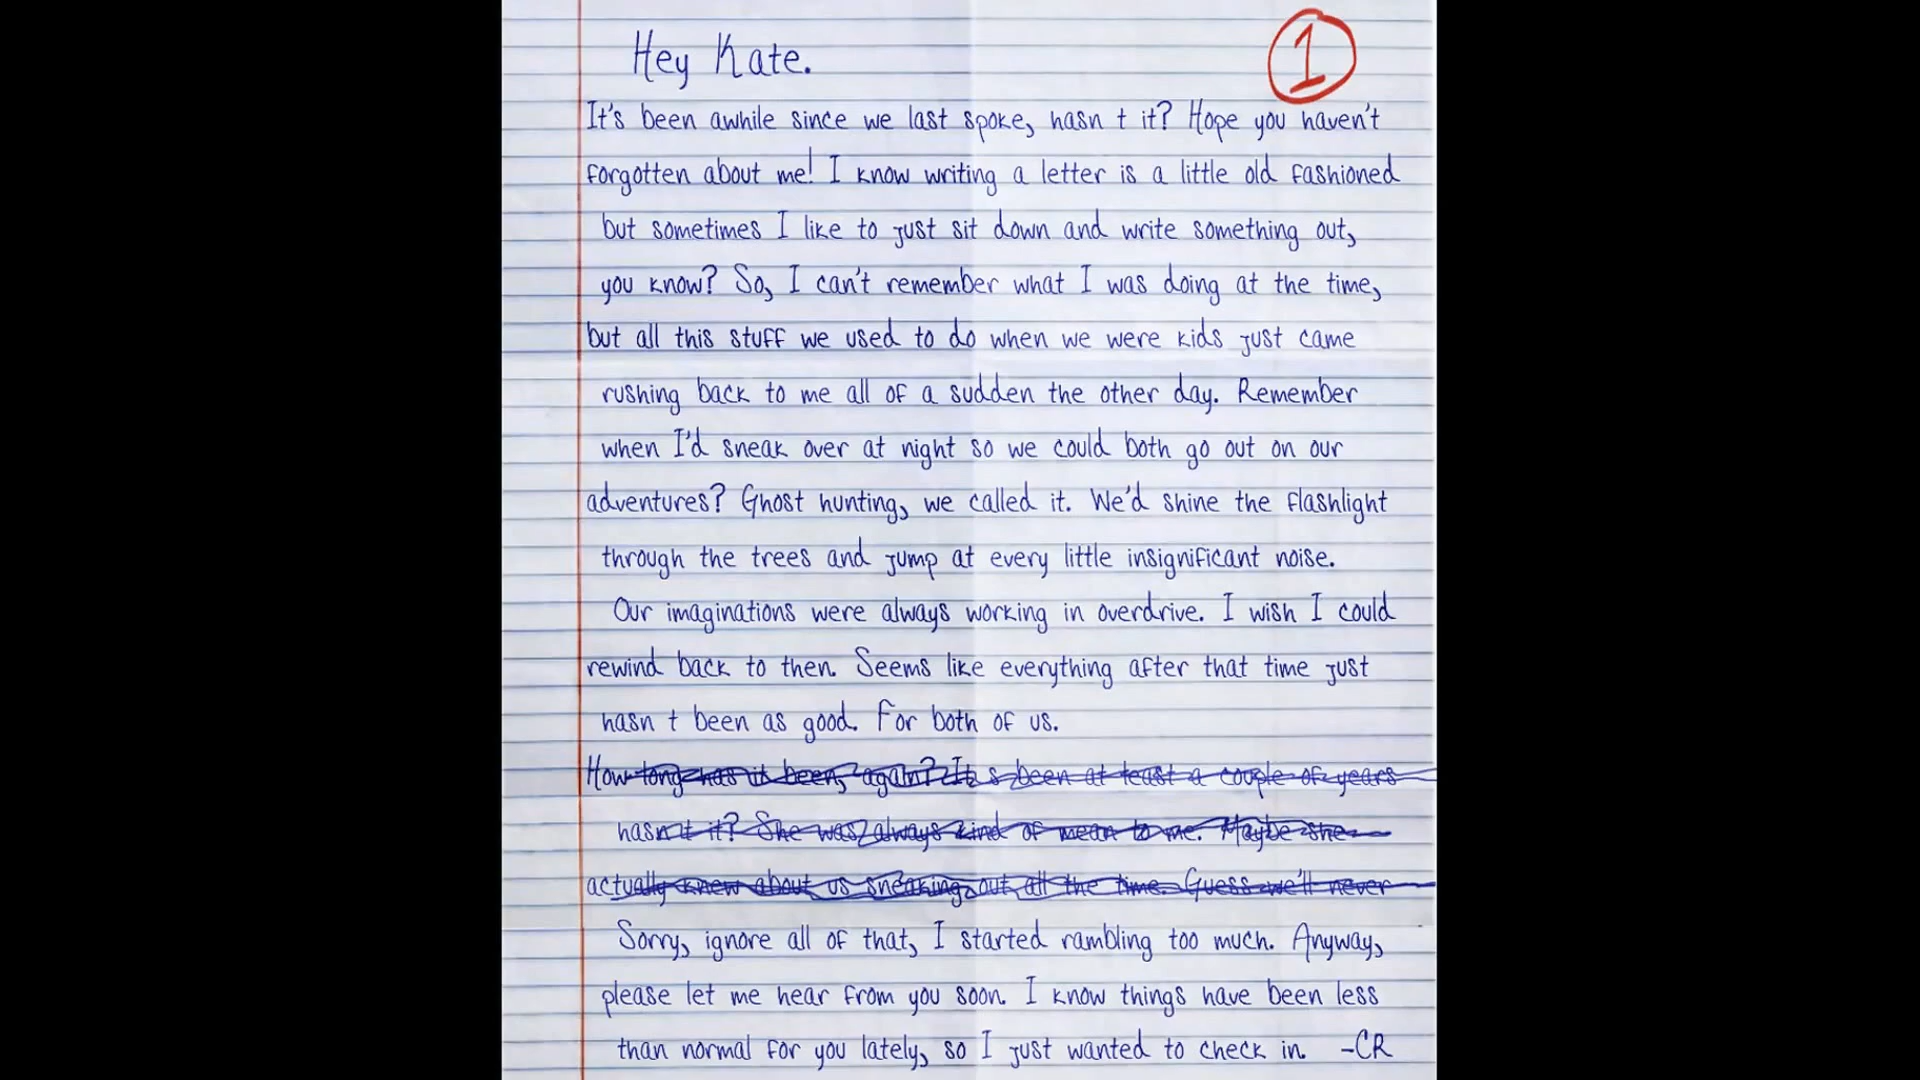 Hey Kate.
1
It's been awhile since we last spoke, hasn t it? Hope you haven't
forgotten about me! I know writing a letter is a little old fashioned
but sometimes I like to just sit down and write something out,
you know? So, I can't remember what I was doing at the time,
but all this stuff we used to do when we were kids just came
rushing back to me all of a sudden the other day. Remember
when I'd sneak over at night so we could both go out on our
adventures? Ghost hunting, we called it. We'd shine the flashlight
through the trees and jump at every little insignificant noise.
Our imaginations were always working in overdrive. I wish I could
rewind back to then. Seems like everything after that time just
hasn t been as good. For both of us.
How long has it been, again? It s been at least a couple of years
hasn t it? She was always kind of mean to me. Maybe she
actually knew about us sneaking out all the time. Guess we'll never
Sorry, ignore all of that, I started rambling too much. Anyway,
please let me hear from you soon. I know things have been less
than normal for you lately, so I just wanted to check in. -CR